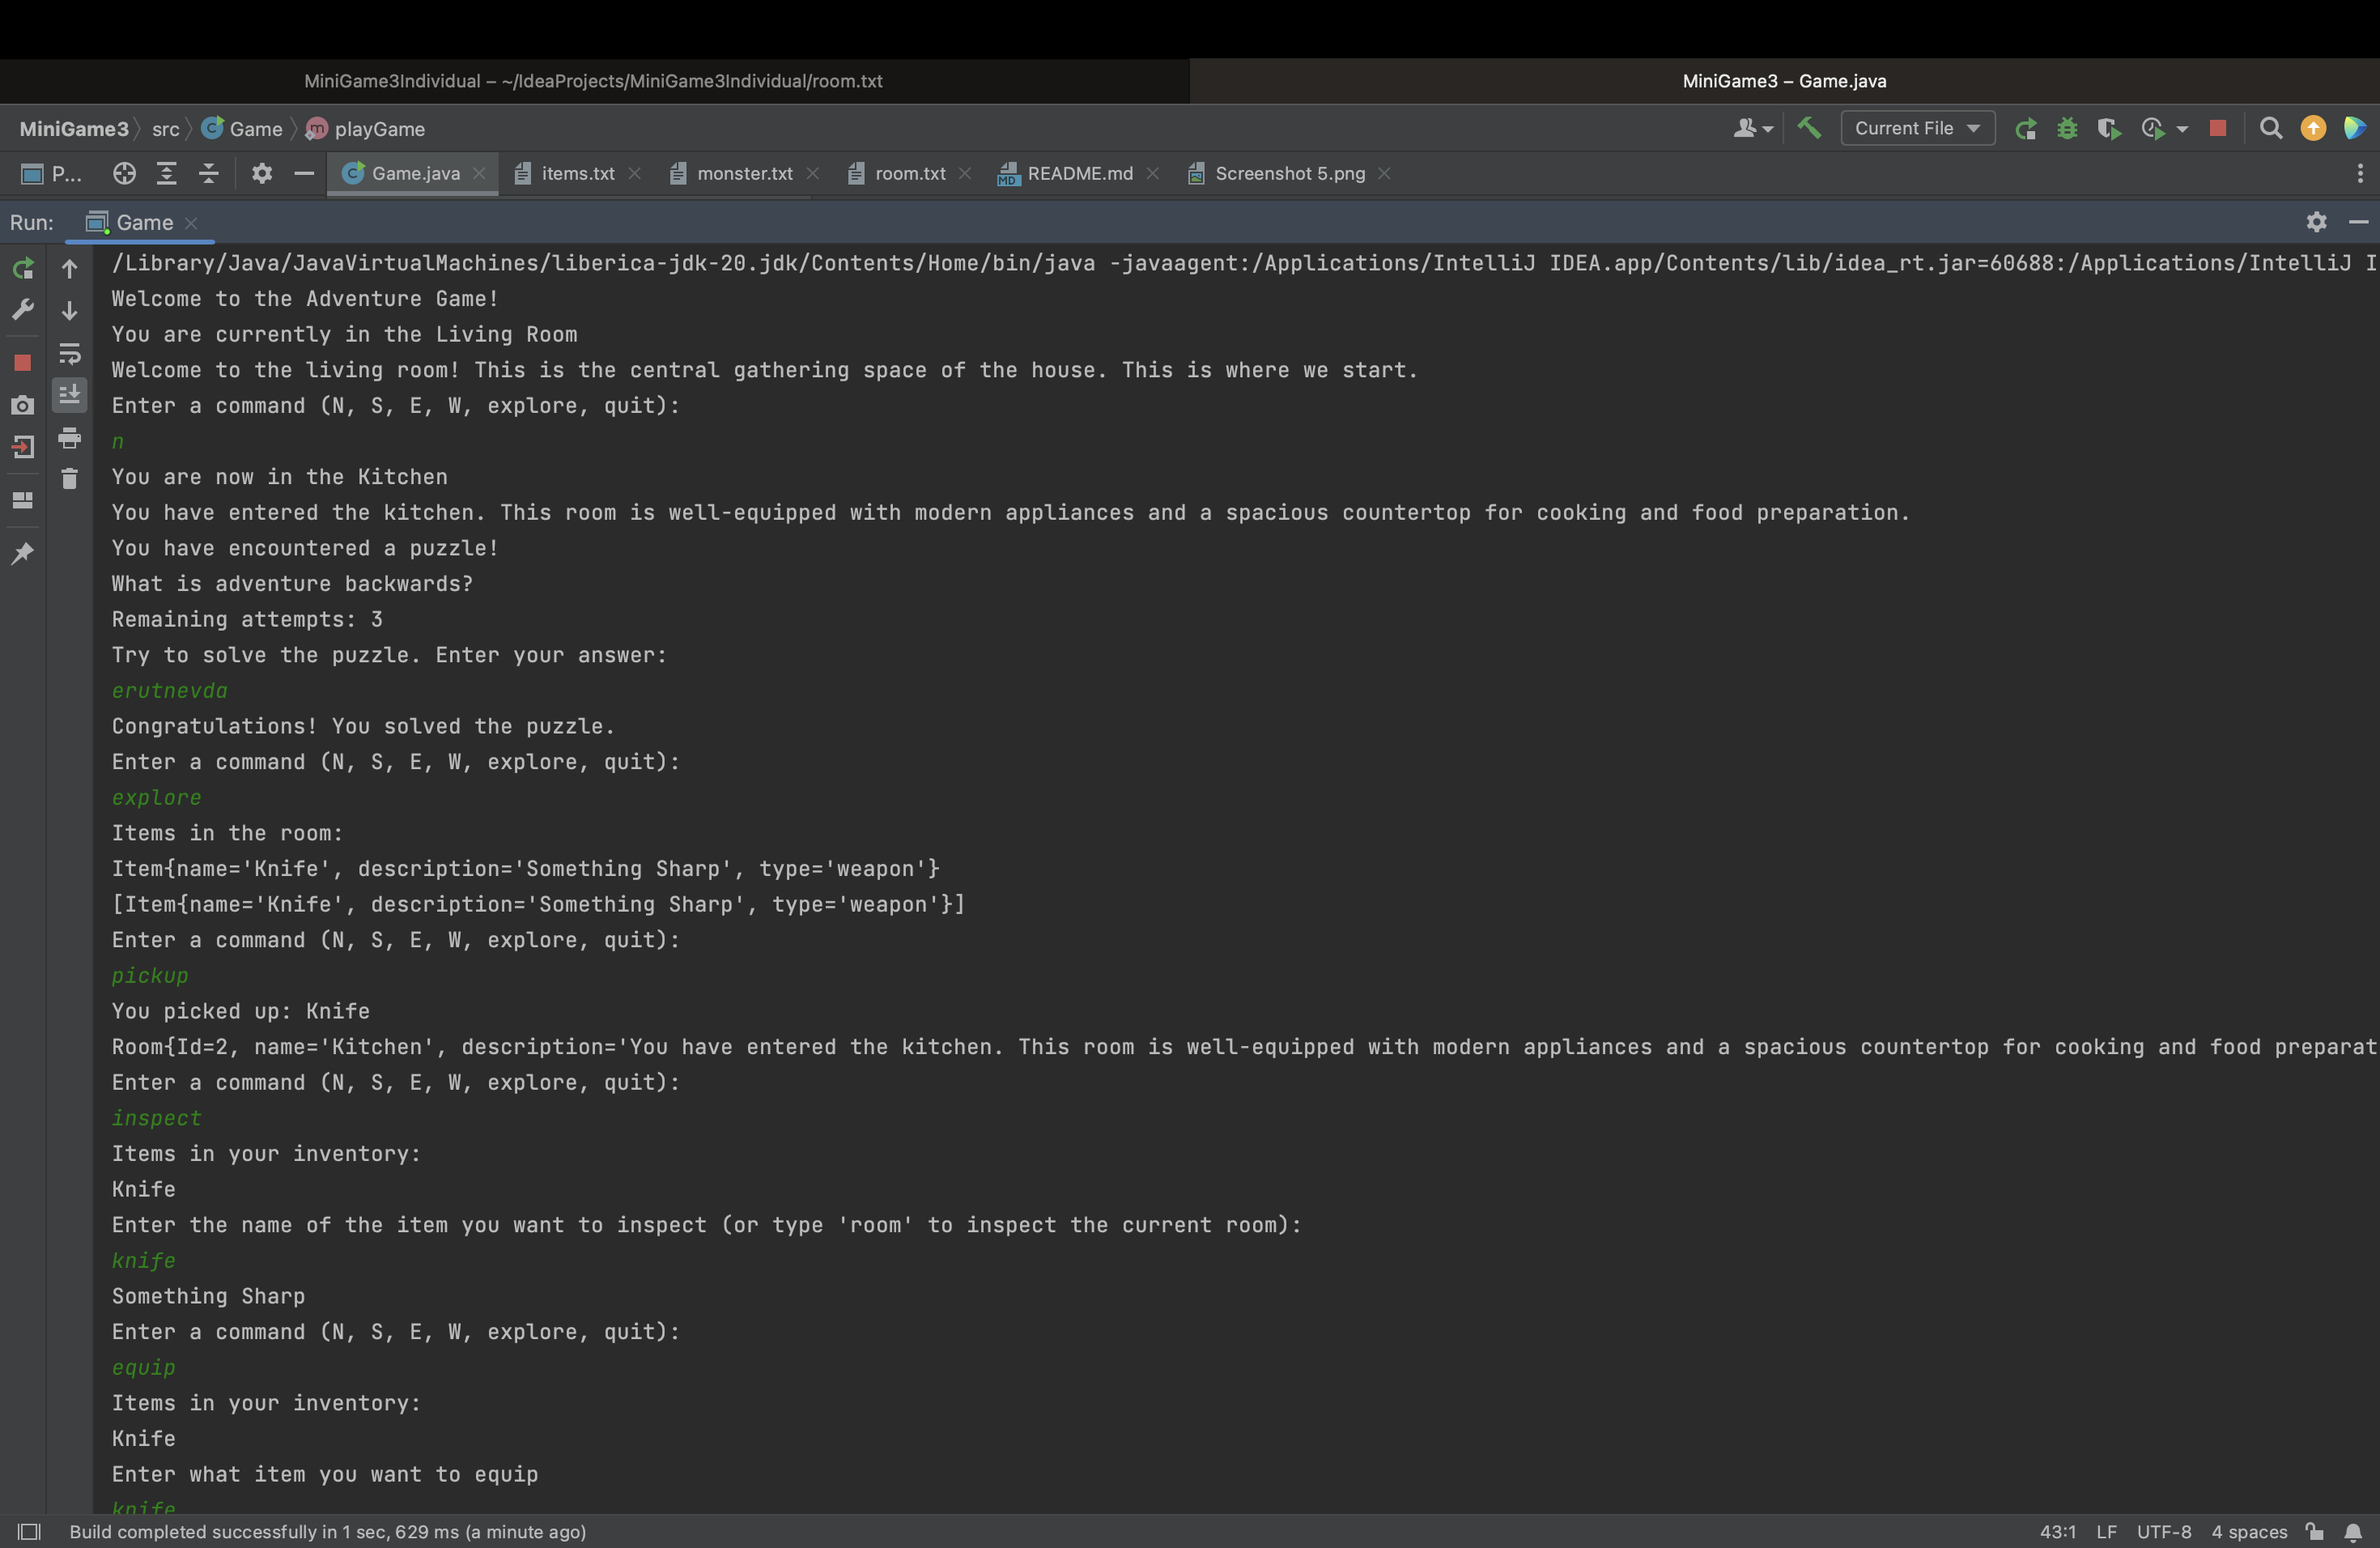 MiniGame3Individual – ~/IdeaProjects/MiniGame3Individual/room.txt
MiniGame3 – Game.java
MiniGame3 src Game playGame
Current File
P... Game.java items.txt monster.txt room.txt README.md Screenshot 5.png
Run: Game
/Library/Java/JavaVirtualMachines/liberica-jdk-20.jdk/Contents/Home/bin/java -javaagent:/Applications/IntelliJ IDEA.app/Contents/lib/idea_rt.jar=60688:/Applications/IntelliJ I
Welcome to the Adventure Game!
You are currently in the Living Room
Welcome to the living room! This is the central gathering space of the house. This is where we start.
Enter a command (N, S, E, W, explore, quit):
n
You are now in the Kitchen
You have entered the kitchen. This room is well-equipped with modern appliances and a spacious countertop for cooking and food preparation.
You have encountered a puzzle!
What is adventure backwards?
Remaining attempts: 3
Try to solve the puzzle. Enter your answer:
erutnevda
Congratulations! You solved the puzzle.
Enter a command (N, S, E, W, explore, quit):
explore
Items in the room:
Item{name='Knife', description='Something Sharp', type='weapon'}
[Item{name='Knife', description='Something Sharp', type='weapon'}]
Enter a command (N, S, E, W, explore, quit):
pickup
You picked up: Knife
Room{Id=2, name='Kitchen', description='You have entered the kitchen. This room is well-equipped with modern appliances and a spacious countertop for cooking and food preparat
Enter a command (N, S, E, W, explore, quit):
inspect
Items in your inventory:
Knife
Enter the name of the item you want to inspect (or type 'room' to inspect the current room):
knife
Something Sharp
Enter a command (N, S, E, W, explore, quit):
equip
Items in your inventory:
Knife
Enter what item you want to equip
knife
Build completed successfully in 1 sec, 629 ms (a minute ago)
43:1 LF UTF-8 4 spaces